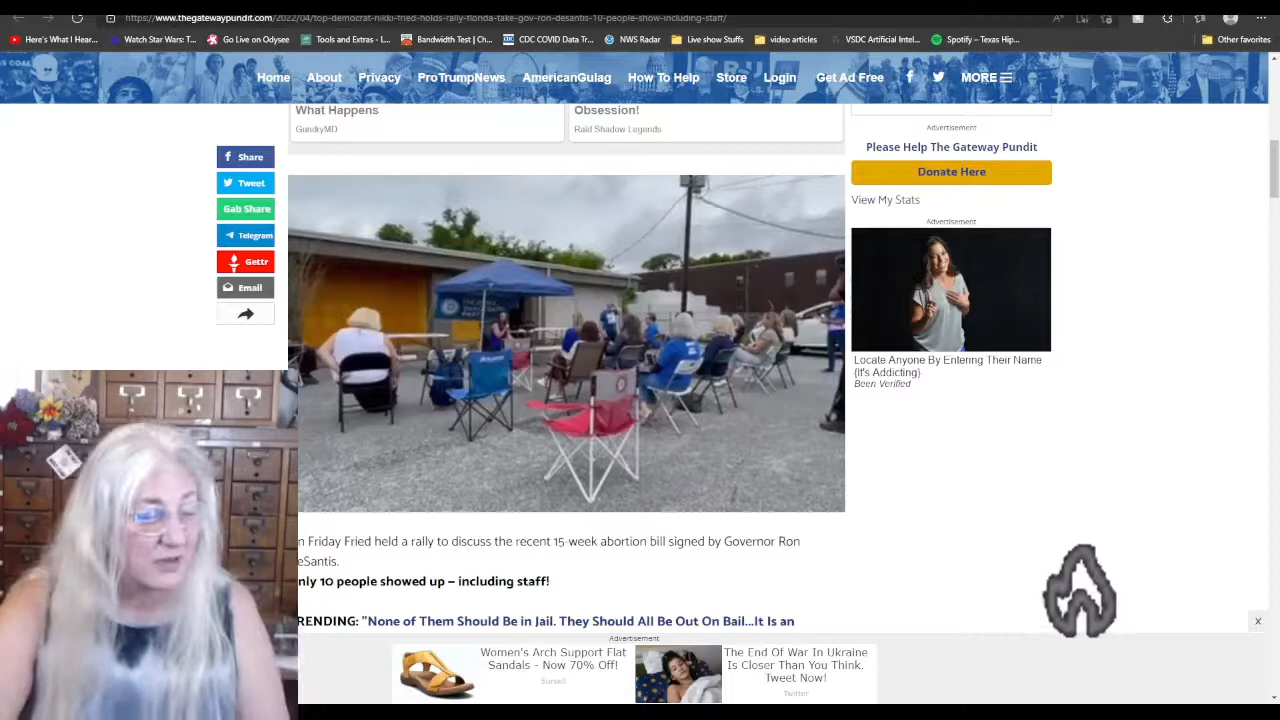 https://www.thegatewaypundit.com/2022/04/top-democrat-nikki-fried-holds-rally-florida-take-gov-ron-desantis-10-people-show-including-staff/
Here's What I Hear...
Watch Star Wars: T...
Go Live on Odysee
Tools and Extras - I...
Bandwidth Test | Ch...
CDC COVID Data Tr...
NWS Radar
Live show Stuffs
video articles
VSDC Artificial Intel...
Spotify – Texas Hip...
Other favorites
Home About Privacy ProTrumpNews AmericanGulag How To Help Store Login Get Ad Free MORE
What Happens
GundryMD
Obsession!
Raid Shadow Legends
Advertisement
Please Help The Gateway Pundit
Donate Here
View My Stats
Advertisement
Share
Tweet
Gab Share
Telegram
Gettr
Email
Locate Anyone By Entering Their Name
(It's Addicting)
Been Verified
n Friday Fried held a rally to discuss the recent 15-week abortion bill signed by Governor Ron
eSantis.
nly 10 people showed up – including staff!
RENDING: "None of Them Should Be in Jail. They Should All Be Out On Bail...It Is an
Advertisement
Women's Arch Support Flat
Sandals - Now 70% Off!
Sursell
The End Of War In Ukraine
Is Closer Than You Think.
Tweet Now!
Twitter